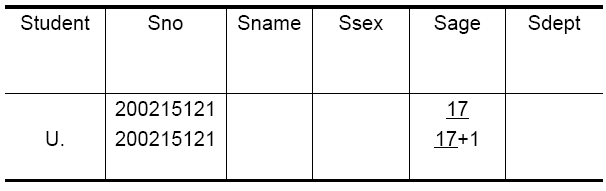 Student Sno Sname Ssex Sage Sdept
200215121 17
U. 200215121 17+1